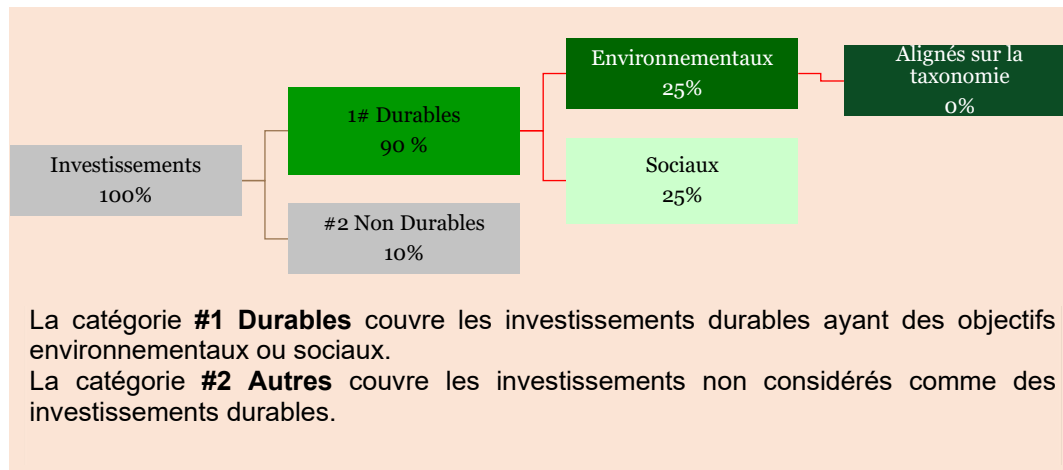 Investissements
100%
1# Durables
90 %
#2 Non Durables
10%
Environnementaux
25%
Sociaux
25%
Alignés sur la
taxonomie
0%
La catégorie #1 Durables couvre les investissements durables ayant des objectifs
environnementaux ou sociaux.
La catégorie #2 Autres couvre les investissements non considérés comme des
investissements durables.